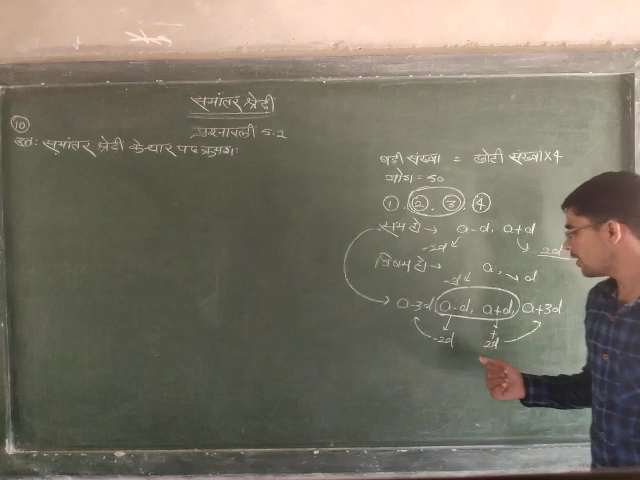 समांतर श्रेढ़ी
प्रश्नावली 5.2
10
हलः समांतर श्रेढ़ी के चार पद क्रमशः
बड़ी संख्या = छोटी संख्या × 4
योग = 50
1, 2, 3, 4
सम हो → a-d, a+d
-2d 2d
विषम हो → a,
-d d
a-3d, a-d, a+d, a+3d
-2d +2d